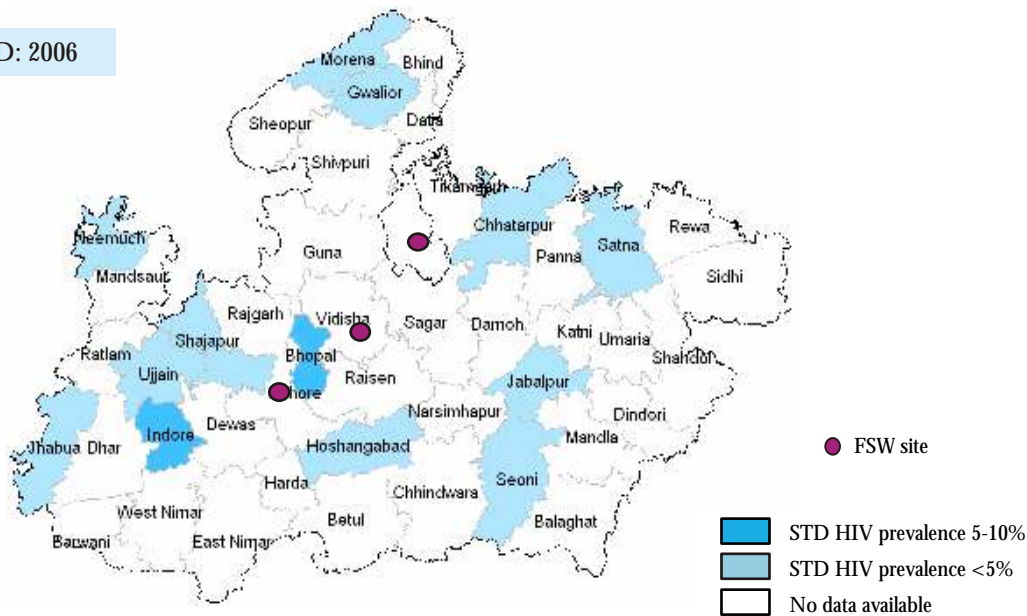 D: 2006
Morena
Bhind
Gwalior
Datia
Sheopur
Shivpuri
Tikamgarh
Neemuch
Chhatarpur
Rewa
Satna
Panna
Guna
Mandsaur
Sidhi
Rajgarh
Vidisha
Sagar
Damoh
Katni
Umaria
Shajapur
Ratlam
Bhopal
Shahdol
Ujjain
Raisen
Jabalpur
hore
Narsimhapur
Dindori
Dewas
Indore
Mandla
Jhabua
Dhar
Hoshangabad
FSW site
Harda
Chhindwara
Seoni
West Nimar
Betul
Balaghat
Barwani
East Nimar
STD HIV prevalence 5-10%
STD HIV prevalence <5%
No data available